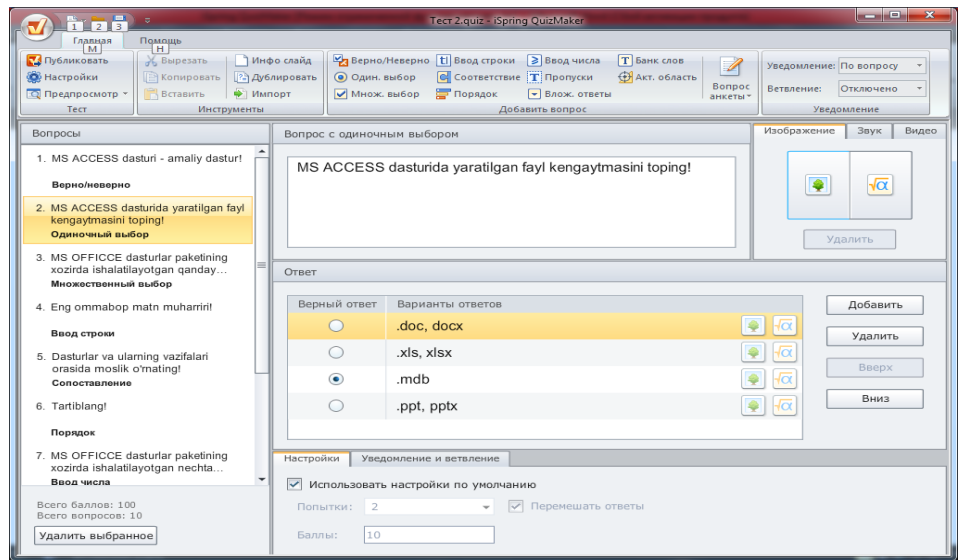 Тест 2.quiz - iSpring QuizMaker
1 2 3
Главная Помощь
М Н
Публиковать
Настройки
Предпросмотр
Тест
Вырезать
Копировать
Вставить
Инфо слайд
Дублировать
Импорт
Инструменты
Верно/Неверно
Один. выбор
Множ. выбор
Ввод строки
Соответствие
Порядок
Ввод числа
Пропуски
Влож. ответы
Банк слов
Акт. область
Вопрос
анкеты
Добавить вопрос
Уведомление: По вопросу
Ветвление: Отключено
Уведомление
Вопросы
1. MS ACCESS dasturi - amaliy dastur!
Верно/неверно
2. MS ACCESS dasturida yaratilgan fayl
kengaytmasini toping!
Одиночный выбор
3. MS OFFICCE dasturlar paketining
xozirda ishalatilayotgan qanday...
Множественный выбор
4. Eng ommabop matn muharriri!
Ввод строки
5. Dasturlar va ularning vazifalari
orasida moslik o'rnating!
Сопоставление
6. Tartiblang!
Порядок
7. MS OFFICCE dasturlar paketining
xozirda ishalatilayotgan nechta...
Ввод числа
Всего баллов: 100
Всего вопросов: 10
Удалить выбранное
Вопрос с одиночным выбором
MS ACCESS dasturida yaratilgan fayl kengaytmasini toping!
Изображение Звук Видео
√α
Удалить
Ответ
Верный ответ Варианты ответов
.doc, docx √α
.xls, xlsx √α
.mdb √α
.ppt, pptx √α
Добавить
Удалить
Вверх
Вниз
Настройки Уведомление и ветвление
Использовать настройки по умолчанию
Попытки: 2 Перемешать ответы
Баллы: 10